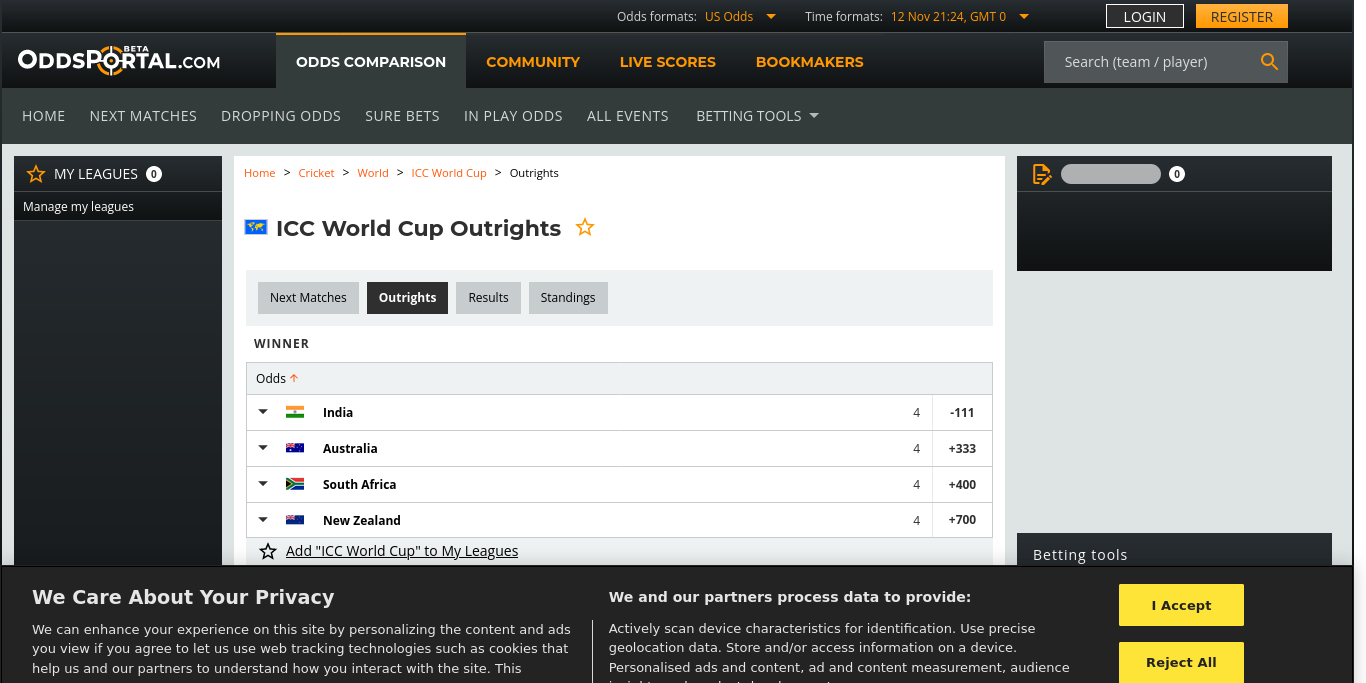 Odds formats: US Odds Time formats: 12 Nov 21:24, GMT 0 LOGIN REGISTER
ODDSPORTAL.COM BETA ODDS COMPARISON COMMUNITY LIVE SCORES BOOKMAKERS Search (team / player)
HOME NEXT MATCHES DROPPING ODDS SURE BETS IN PLAY ODDS ALL EVENTS BETTING TOOLS
MY LEAGUES 0
Manage my leagues
Home > Cricket > World > ICC World Cup > Outrights
0
ICC World Cup Outrights
Next Matches Outrights Results Standings
WINNER
Odds
India 4 -111
Australia 4 +333
South Africa 4 +400
New Zealand 4 +700
Add "ICC World Cup" to My Leagues
Betting tools
We Care About Your Privacy
We can enhance your experience on this site by personalizing the content and ads
you view if you agree to let us use web tracking technologies such as cookies that
help us and our partners to understand how you interact with the site. This
We and our partners process data to provide:
Actively scan device characteristics for identification. Use precise
geolocation data. Store and/or access information on a device.
Personalised ads and content, ad and content measurement, audience
I Accept
Reject All